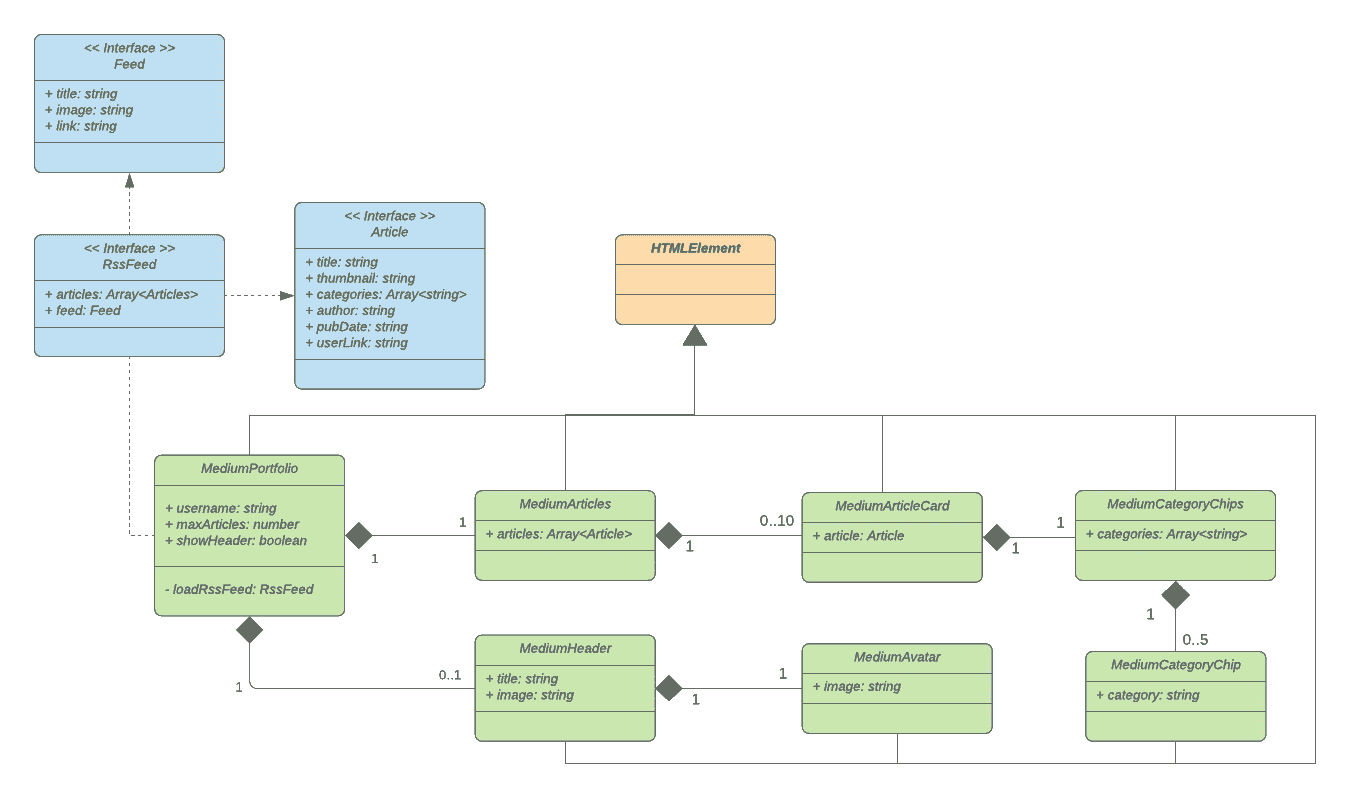 << Interface >>
Feed
+ title: string
+ image: string
+ link: string
<< Interface >>
RssFeed
+ articles: Array<Articles>
+ feed: Feed
<< Interface >>
Article
+ title: string
+ thumbnail: string
+ categories: Array<string>
+ author: string
+ pubDate: string
+ userLink: string
HTMLElement
MediumPortfolio
+ username: string
+ maxArticles: number
+ showHeader: boolean
- loadRssFeed: RssFeed
1
1
MediumArticles
+ articles: Array<Article>
1
0..10
MediumArticleCard
+ article: Article
1
1
MediumCategoryChips
+ categories: Array<string>
1
0..5
MediumCategoryChip
+ category: string
1
0..1
MediumHeader
+ title: string
+ image: string
1
1
MediumAvatar
+ image: string